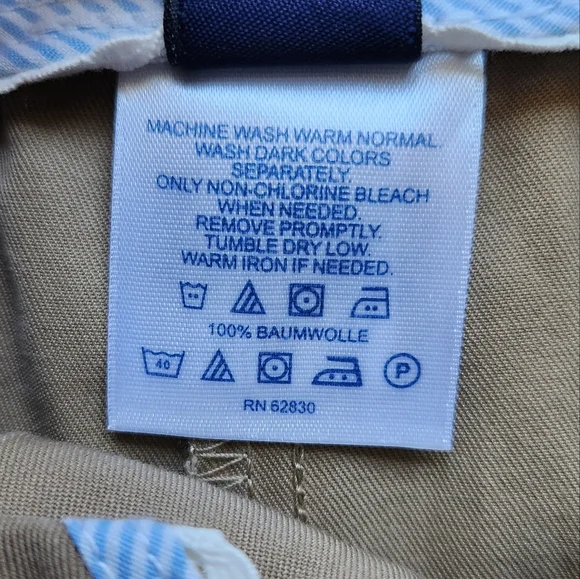 MACHINE WASH WARM NORMAL.
WASH DARK COLORS
SEPARATELY.
ONLY NON-CHLORINE BLEACH
WHEN NEEDED.
REMOVE PROMPTLY.
TUMBLE DRY LOW.
WARM IRON IF NEEDED.
100% BAUMWOLLE
40 P
RN 62830